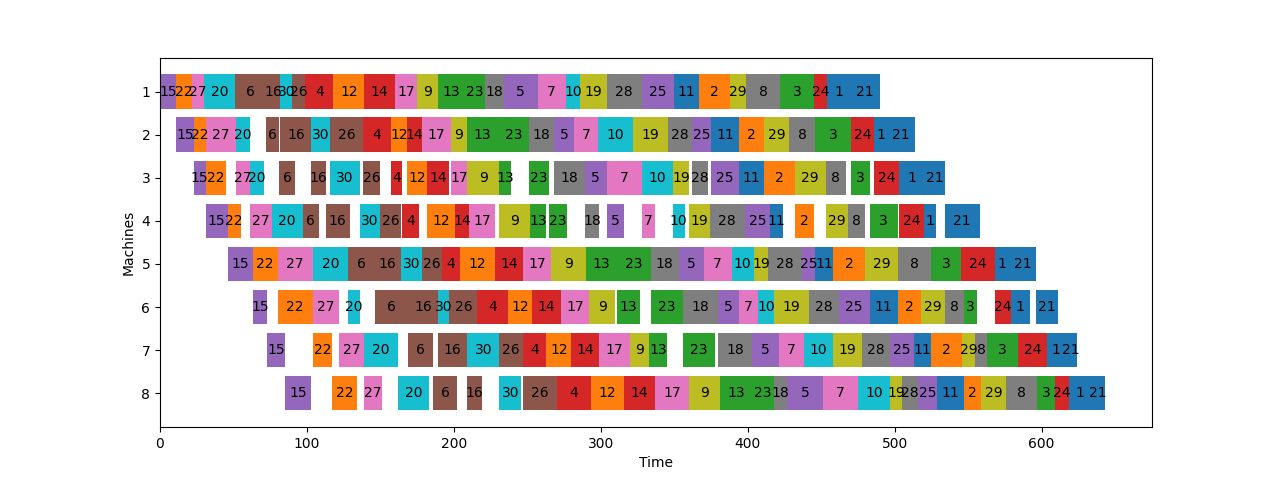 1 15 22 27 20 6 16 30 26 4 12 14 17 9 13 23 18 5 7 10 19 28 25 11 2 29 8 3 24 1 21
2 15 22 27 20 6 16 30 26 4 12 14 17 9 13 23 18 5 7 10 19 28 25 11 2 29 8 3 24 1 21
3 15 22 27 20 6 16 30 26 4 12 14 17 9 13 23 18 5 7 10 19 28 25 11 2 29 8 3 24 1 21
4 15 22 27 20 6 16 30 26 4 12 14 17 9 13 23 18 5 7 10 19 28 25 11 2 29 8 3 24 1 21
5 15 22 27 20 6 16 30 26 4 12 14 17 9 13 23 18 5 7 10 19 28 25 11 2 29 8 3 24 1 21
6 15 22 27 20 6 16 30 26 4 12 14 17 9 13 23 18 5 7 10 19 28 25 11 2 29 8 3 24 1 21
7 15 22 27 20 6 16 30 26 4 12 14 17 9 13 23 18 5 7 10 19 28 25 11 2 29 8 3 24 1 21
8 15 22 27 20 6 16 30 26 4 12 14 17 9 13 23 18 5 7 10 19 28 25 11 2 29 8 3 24 1 21
Machines
0 100 200 300 400 500 600
Time